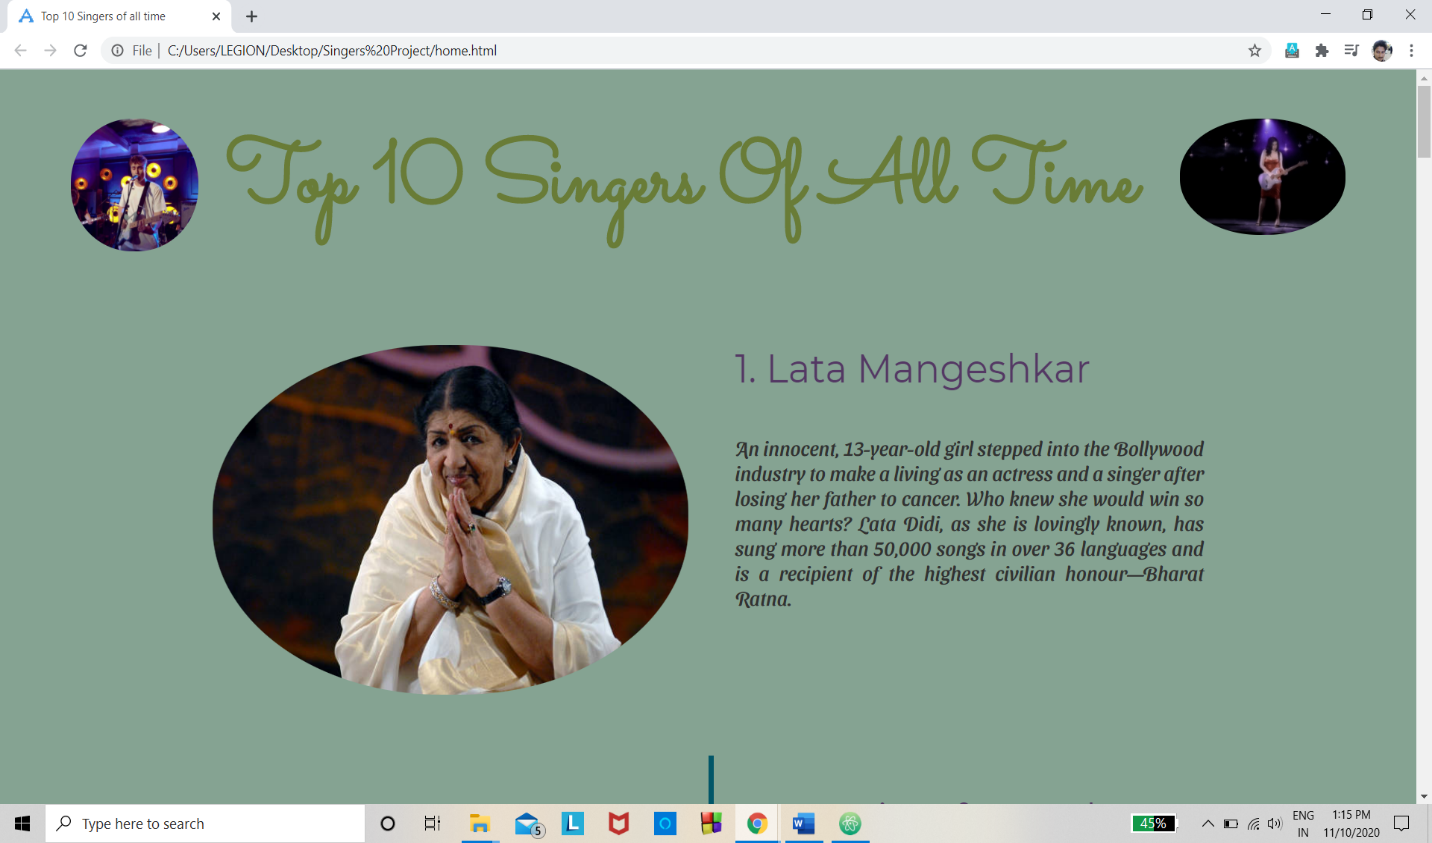 Top 10 Singers of all time
File | C:/Users/LEGION/Desktop/Singers%20Project/home.html
Top 10 Singers Of All Time
1. Lata Mangeshkar
An innocent, 13-year-old girl stepped into the Bollywood
industry to make a living as an actress and a singer after
losing her father to cancer. Who knew she would win so
many hearts? Lata Didi, as she is lovingly known, has
sung more than 50,000 songs in over 36 languages and
is a recipient of the highest civilian honour—Bharat
Ratna.
Type here to search
5
L
W
45%
ENG
IN
1:15 PM
11/10/2020